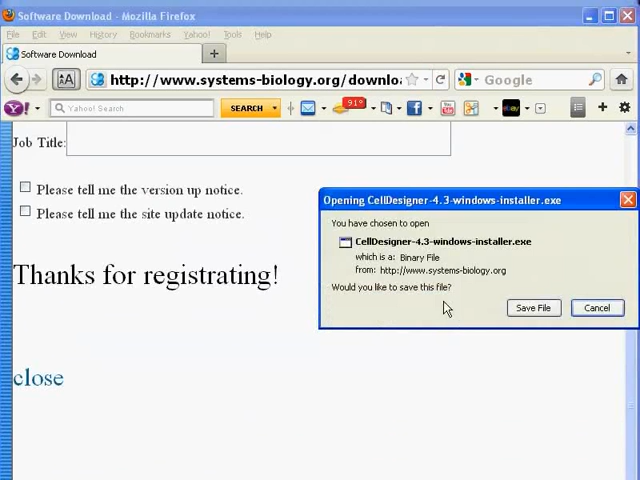 Software Download - Mozilla Firefox
File Edit View History Bookmarks Yahoo! Tools Help
Software Download
http://www.systems-biology.org/downlo
Google
Yahoo! Search
SEARCH
91°
Job Title:
Please tell me the version up notice.
Please tell me the site update notice.
Thanks for registrating!
close
Opening CellDesigner-4.3-windows-installer.exe
You have chosen to open
CellDesigner-4.3-windows-installer.exe
which is a: Binary File
from: http://www.systems-biology.org
Would you like to save this file?
Save File
Cancel